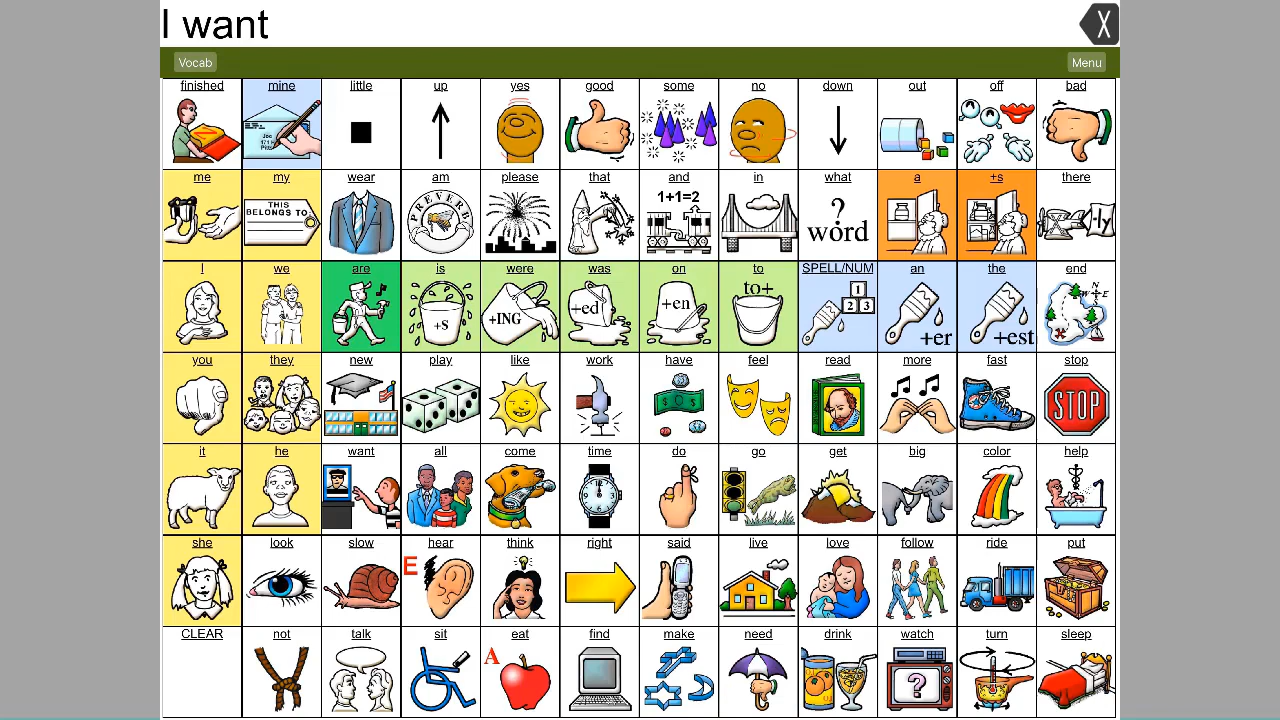 I want
X
Vocab Menu
finished mine little up yes good some no down out off bad
me my wear am please that and in what a +s there
THIS BELONGS TO PREVERB 1+1=2 ? word -ly
I we are is were was on to SPELL/NUM an the end
+S +ING +ed +en to+ 1 2 3 +er +est N W E S
you they new play like work have feel read more fast stop
STOP
it he want all come time do go get big color help
she look slow hear think right said live love follow ride put
E
CLEAR not talk sit eat find make need drink watch turn sleep
A ?